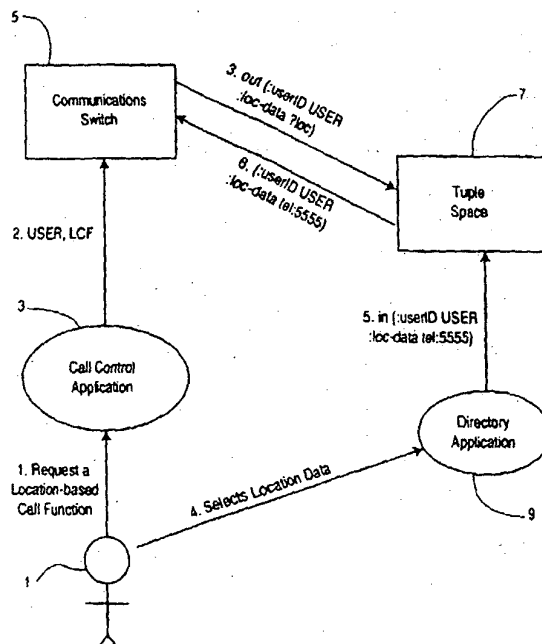 5
Communications
Switch
3. out (:userID USER
:loc-data ?loc)
6. (:userID USER
:loc-data tel:5555)
7
Tuple
Space
2. USER, LCF
3
Call Control
Application
5. in (:userID USER
:loc-data tel:5555)
Directory
Application
9
1. Request a
Location-based
Call Function
4. Selects Location Data
1